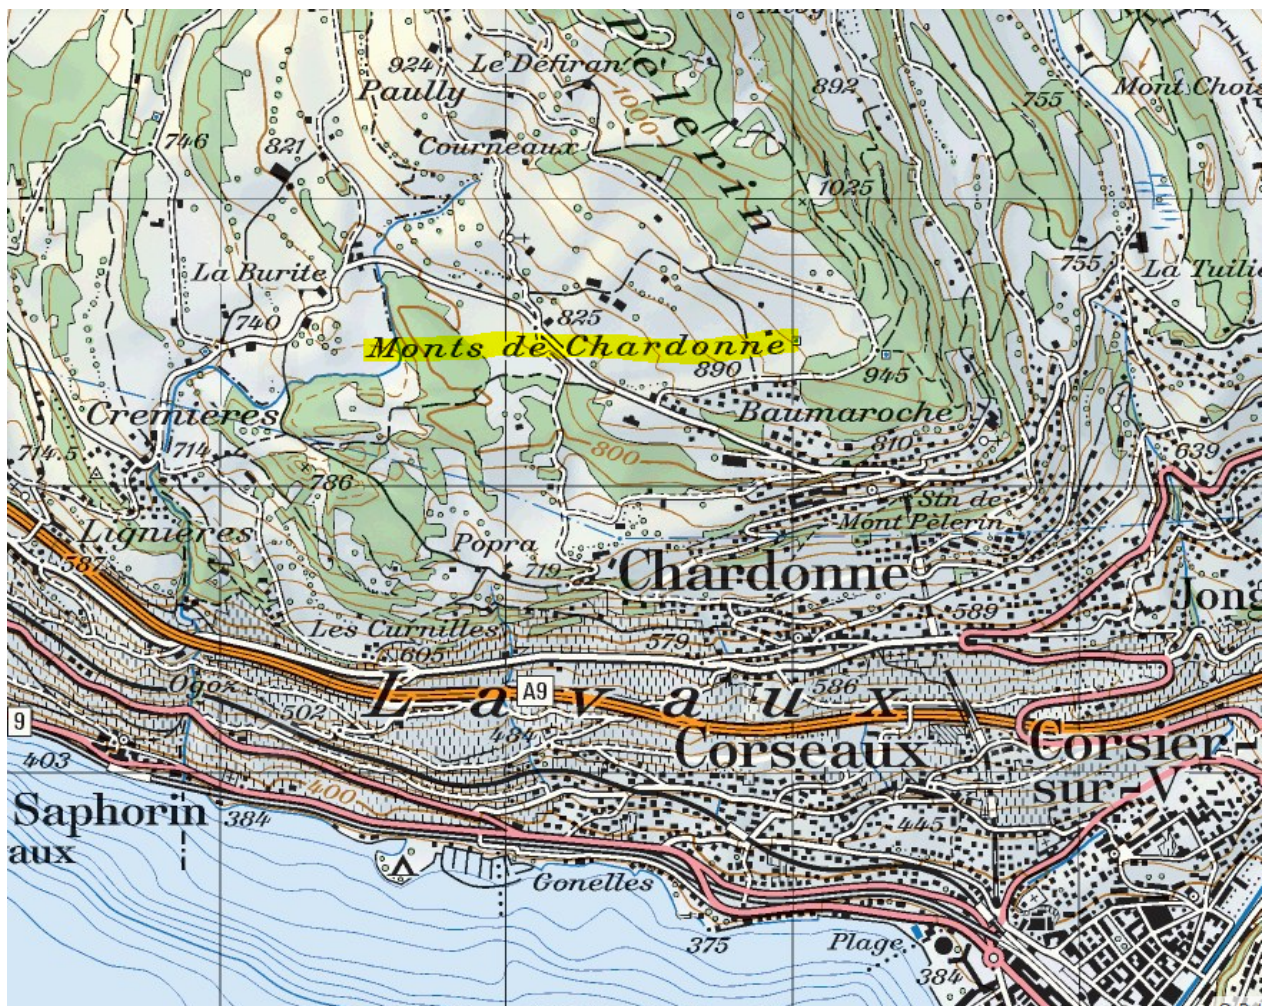 924
Le Défiran
Pèlerin
892
755
Mont Chois
Paully
1000
746
821
Courneaux
1025
La Burite
755
La Tuilie
740
825
Monts de Chardonne
890
945
Cremières
Baumaroche
714.5
714
786
800
810
639
Stn de
Mont Pèlerin
Lignières
Popra
719
Chardonne
587
589
Jong
Les Curnilles
579
605
Ogoz
Lavaux
586
A9
502
9
484
Corseaux
Corsier-
sur-V
403
400
Saphorin
aux
384
445
Gonelles
375
Plage
384